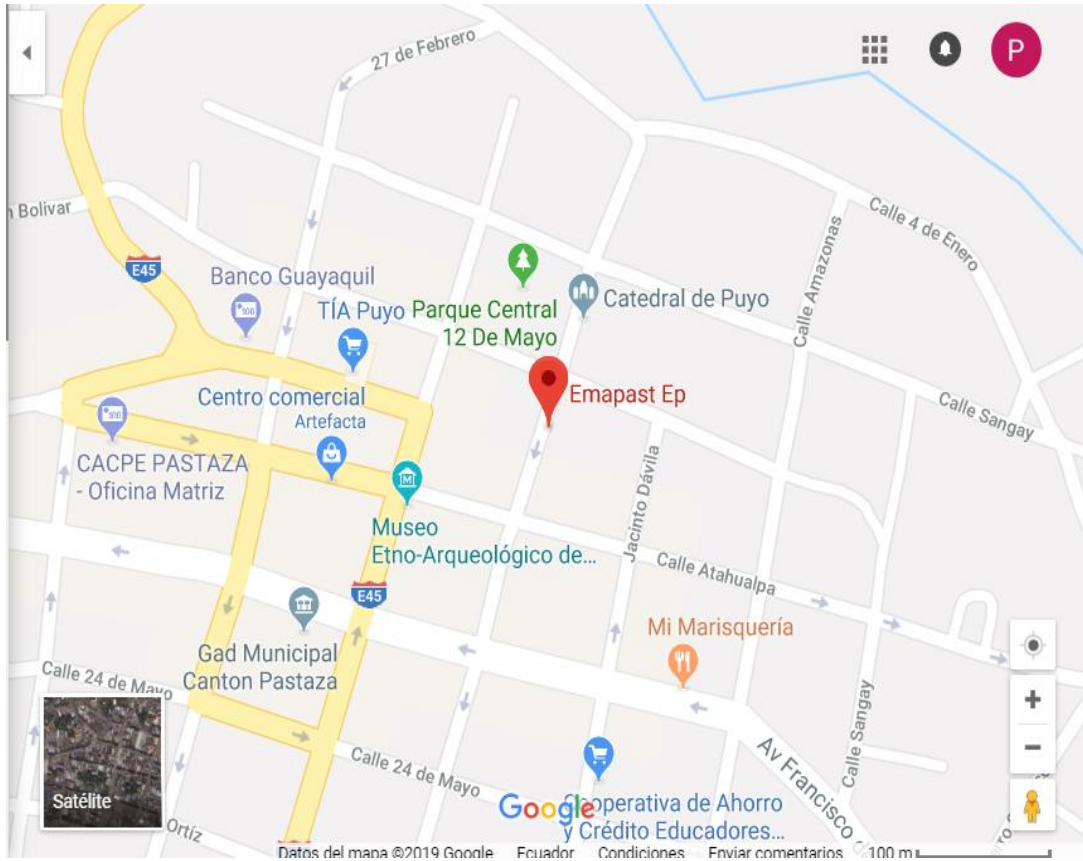 27 de Febrero
P
n Bolivar
Calle 4 de Enero
E45
Banco Guayaquil
Calle Amazonas
Catedral de Puyo
TÍA Puyo
Parque Central
12 De Mayo
Emapast Ep
Centro comercial
Artefacta
Calle Sangay
CACPE PASTAZA
- Oficina Matriz
Jacinto Dávila
Museo
Etno-Arqueológico de...
Calle Atahualpa
E45
Mi Marisquería
Gad Municipal
Canton Pastaza
Calle 24 de Mayo
Calle Sangay
Av Francisco
Calle 24 de Mayo
Satélite
Google
operativa de Ahorro
y Crédito Educadores...
Ortíz
Datos del mapa ©2019 Google Ecuador Condiciones Enviar comentarios 100 m